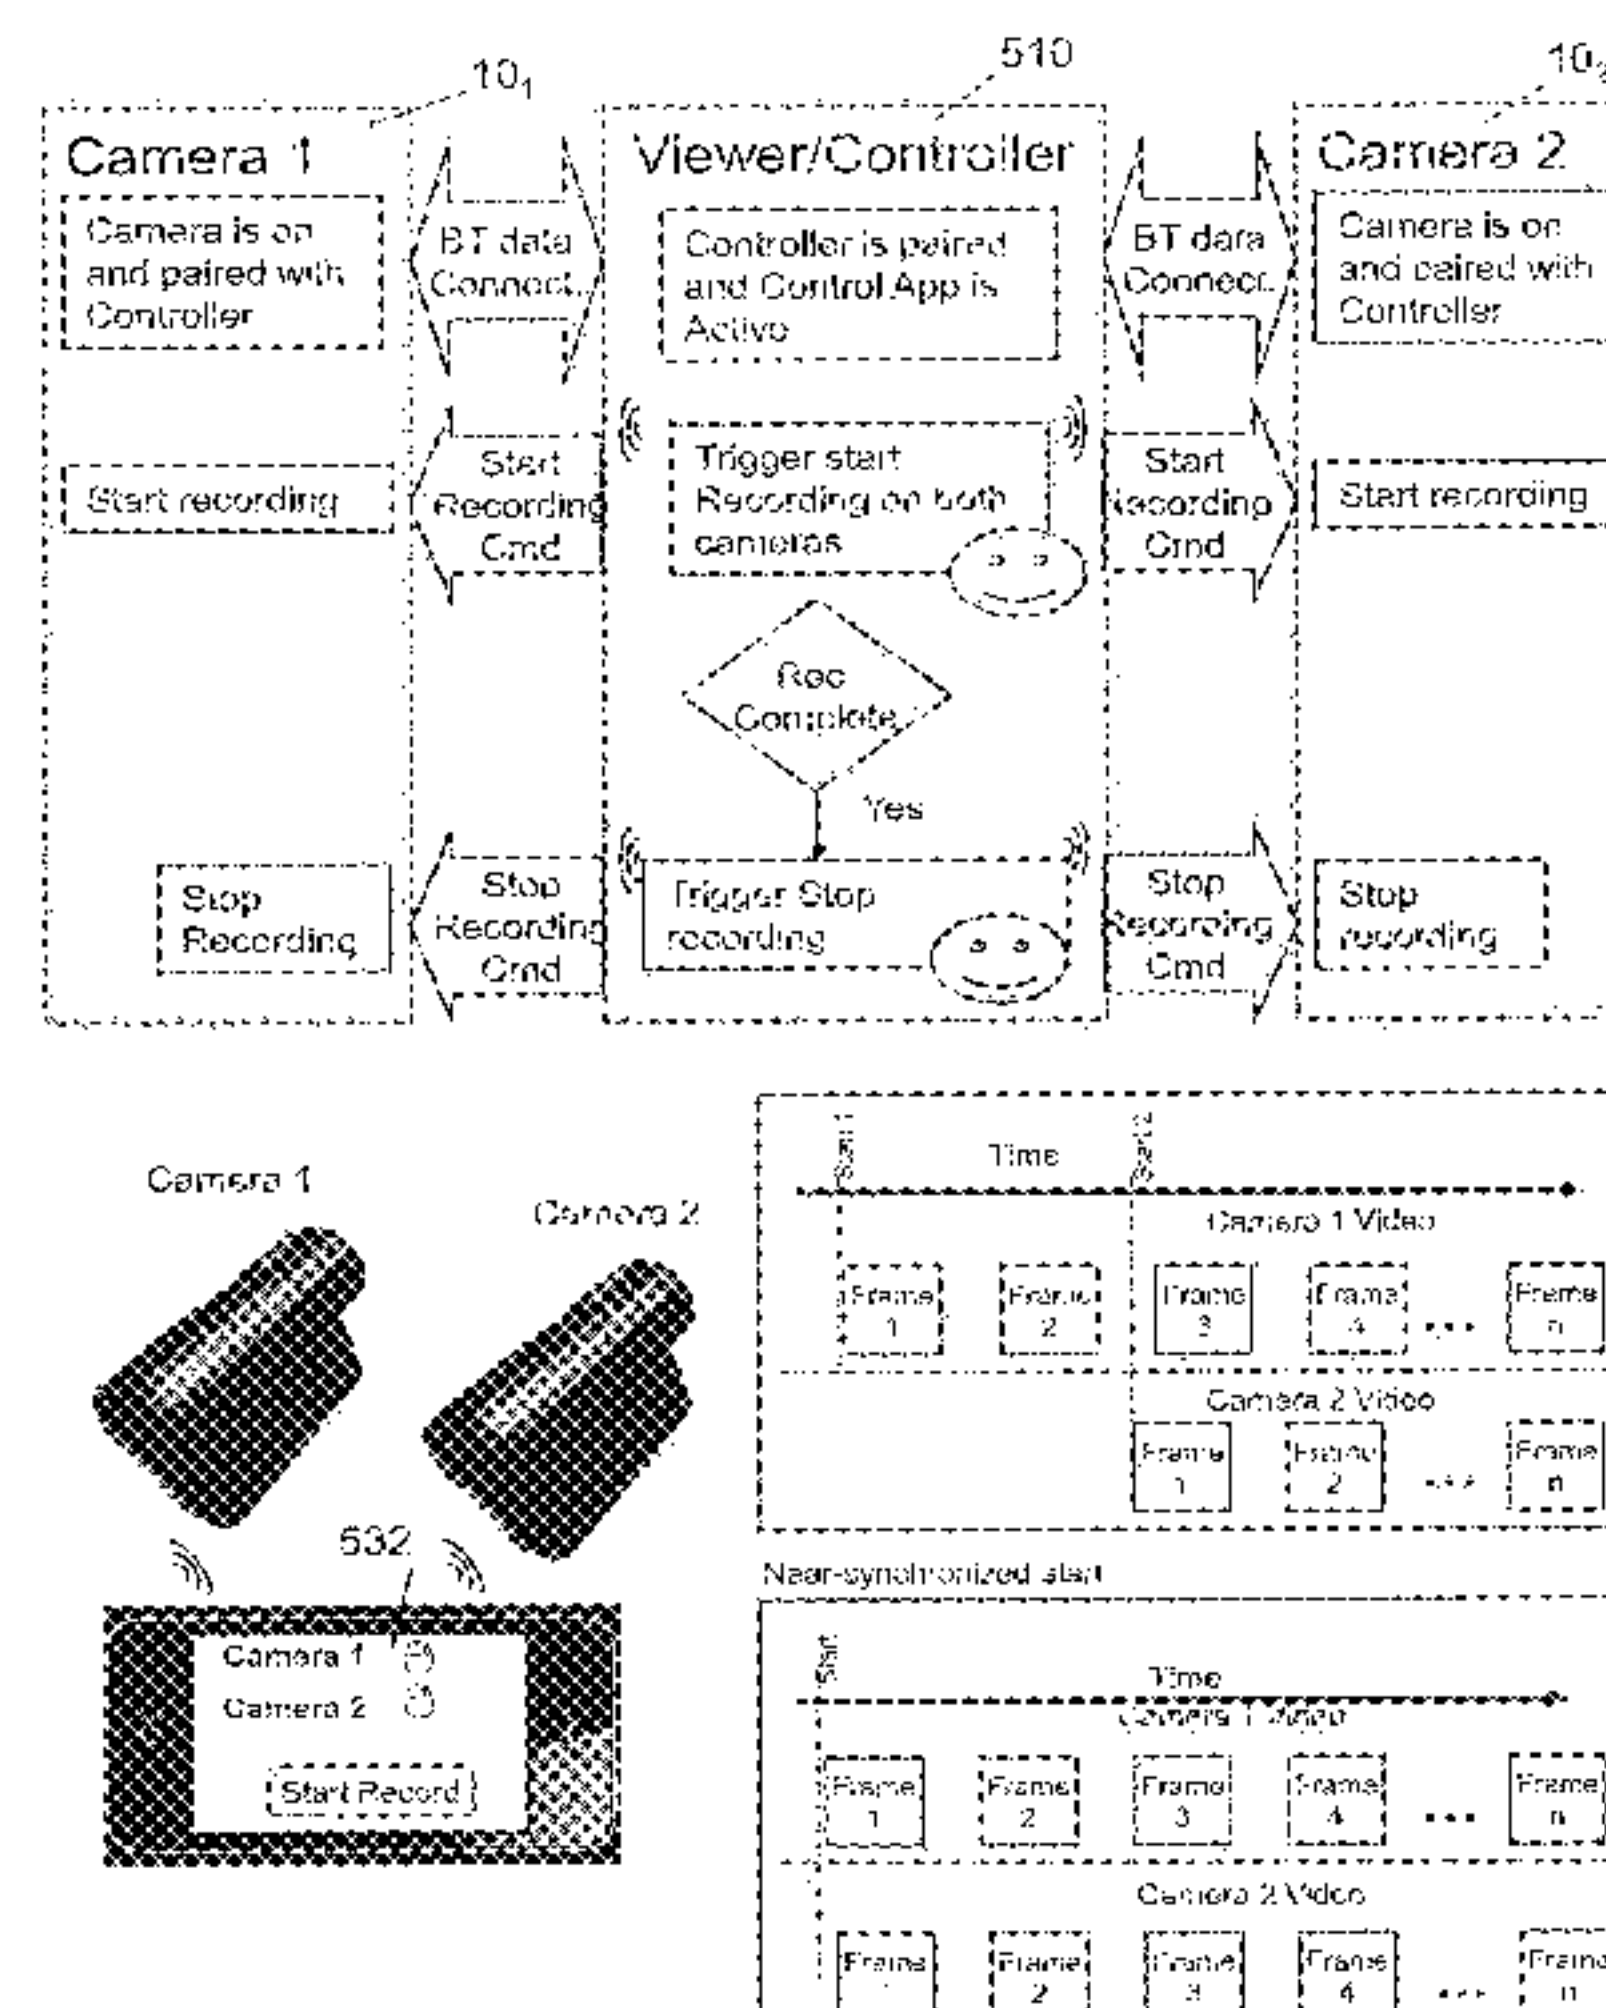 10₁
510
10
Camera 1
Viewer/Controller
Camera 2
Camera is on
and paired with
Controller
BT data
Connect.
Controller is paired
and Control App is
Active
BT data
Connect.
Camera is on
and paired with
Controller
Start recording
Start
Recording
Cmd
Trigger start
Recording on both
cameras
Start
Recording
Cmd
Start recording
Rec
Complete
Yes
Stop
Recording
Stop
Recording
Cmd
Trigger Stop
recording
Stop
Recording
Cmd
Stop
recording
Camera 1
Camera 2
532
Camera 1
Camera 2
Start Record
Start 1
Time
Start 2
Camera 1 Video
Frame
1
Frame
2
Frame
3
Frame
4
...
Frame
n
Camera 2 Video
Frame
1
Frame
2
...
Frame
n
Near-synchronized start
Start
Time
Camera 1 Video
Frame
1
Frame
2
Frame
3
Frame
4
...
Frame
n
Camera 2 Video
Frame
Frame
2
Frame
3
Frame
4
...
Frame
n